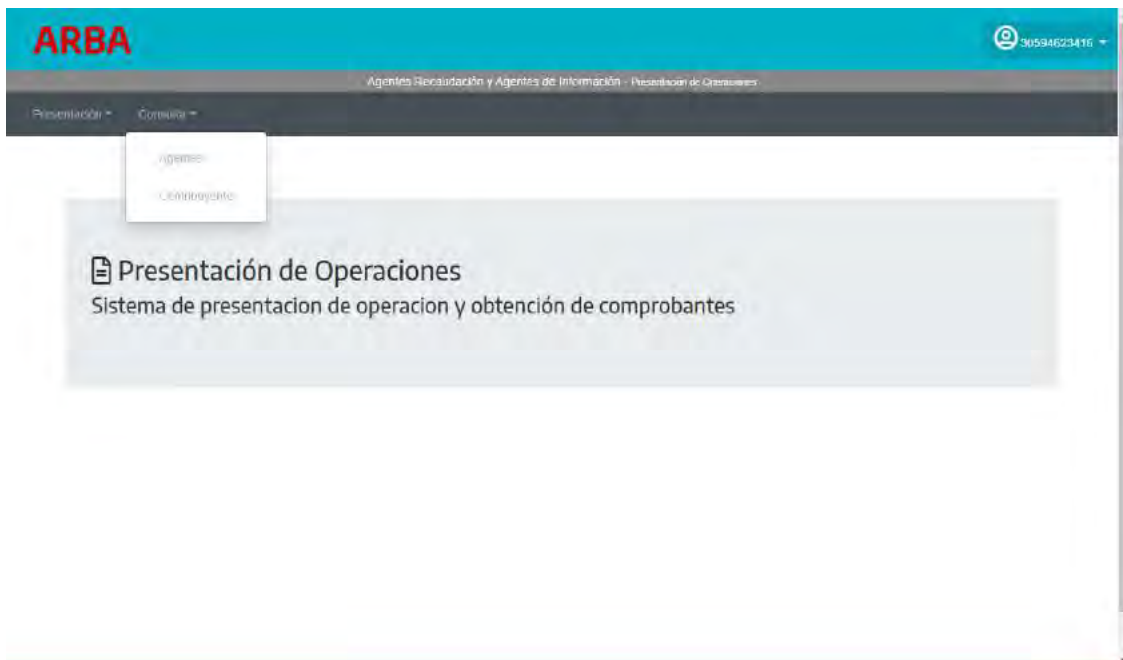 ARBA
30594623416
Agentes Recaudación y Agentes de Información - Presentación de Operaciones
Presentación
Consulta
Agentes
Contribuyente
Presentación de Operaciones
Sistema de presentacion de operacion y obtención de comprobantes